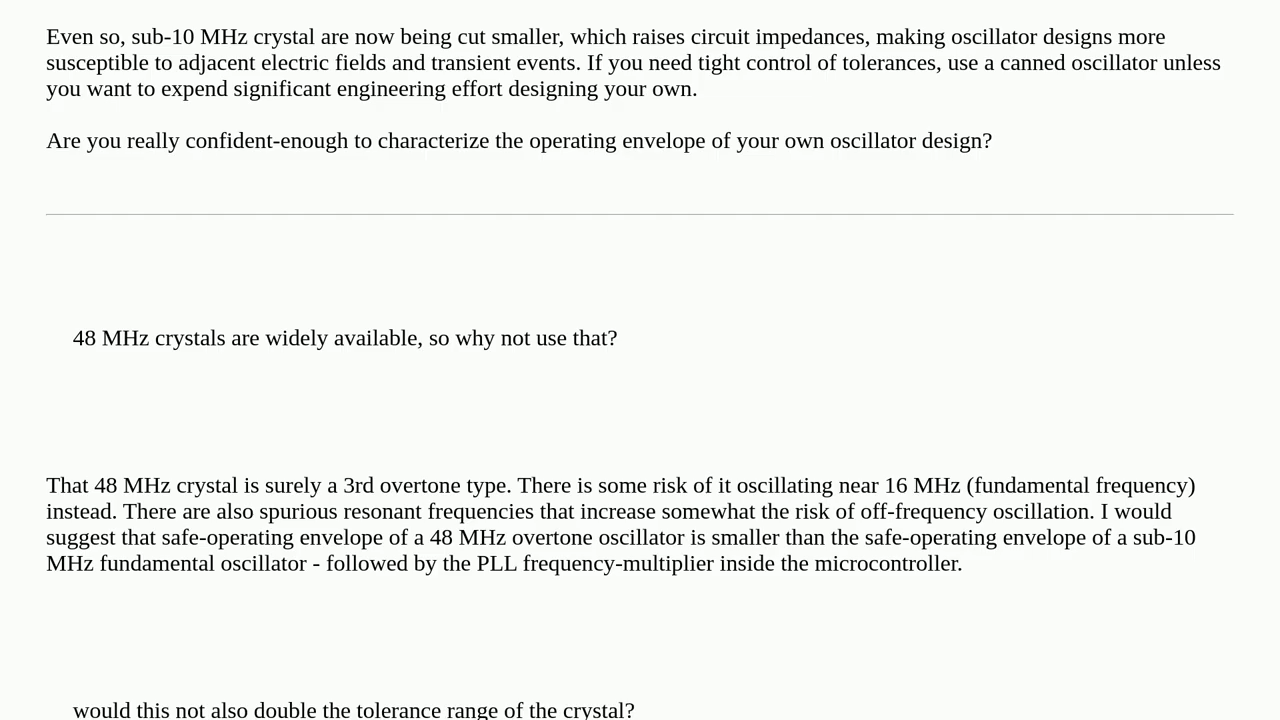 Even so, sub-10 MHz crystal are now being cut smaller, which raises circuit impedances, making oscillator designs more
susceptible to adjacent electric fields and transient events. If you need tight control of tolerances, use a canned oscillator unless
you want to expend significant engineering effort designing your own.
Are you really confident-enough to characterize the operating envelope of your own oscillator design?
48 MHz crystals are widely available, so why not use that?
That 48 MHz crystal is surely a 3rd overtone type. There is some risk of it oscillating near 16 MHz (fundamental frequency)
instead. There are also spurious resonant frequencies that increase somewhat the risk of off-frequency oscillation. I would
suggest that safe-operating envelope of a 48 MHz overtone oscillator is smaller than the safe-operating envelope of a sub-10
MHz fundamental oscillator - followed by the PLL frequency-multiplier inside the microcontroller.
would this not also double the tolerance range of the crystal?